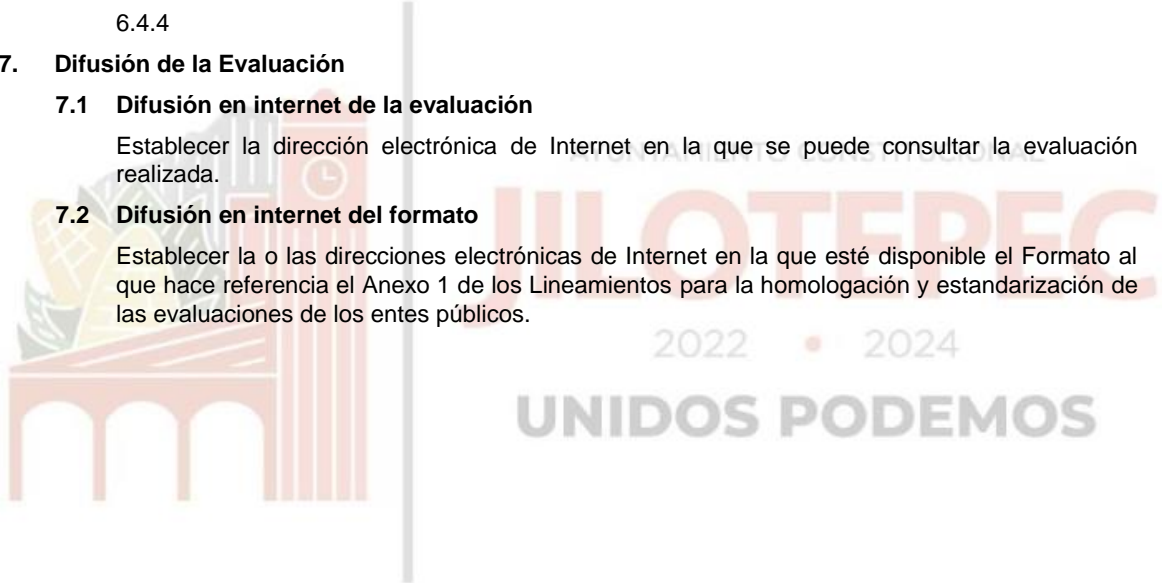 6.4.4
7. Difusión de la Evaluación
7.1 Difusión en internet de la evaluación
Establecer la dirección electrónica de Internet en la que se puede consultar la evaluación
realizada.
AYUNTAMIENTO CONSTITUCIONAL
7.2 Difusión en internet del formato
JILOTEPEC
Establecer la o las direcciones electrónicas de Internet en la que esté disponible el Formato al
que hace referencia el Anexo 1 de los Lineamientos para la homologación y estandarización de
las evaluaciones de los entes públicos.
2022 • 2024
UNIDOS PODEMOS